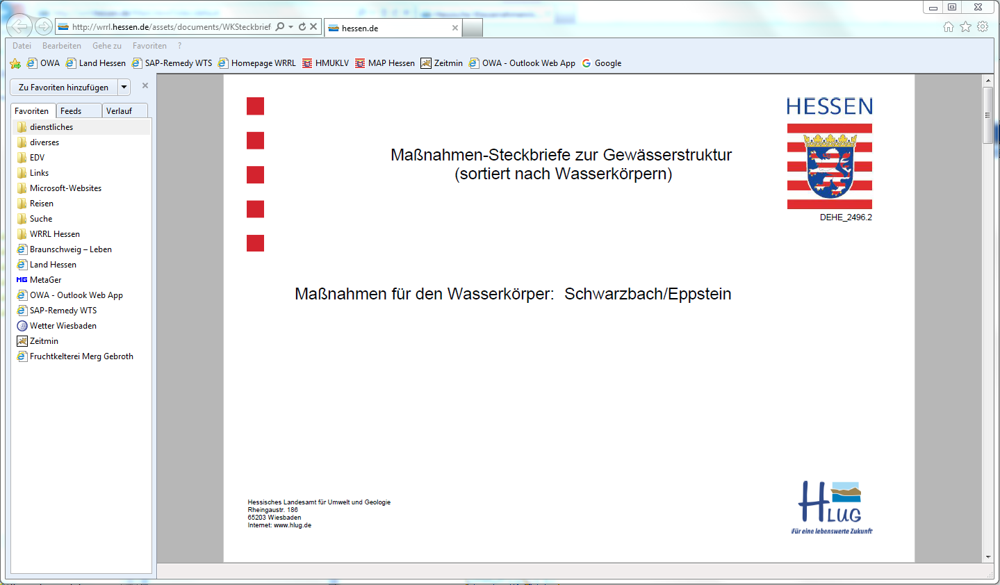 http://wrrl.hessen.de/assets/documents/WKSteckbrief
hessen.de
Datei Bearbeiten Gehe zu Favoriten ?
OWA Land Hessen SAP-Remedy WTS Homepage WRRL HMUKLV MAP Hessen Zeitmin OWA - Outlook Web App Google
Zu Favoriten hinzufügen
Favoriten Feeds Verlauf
dienstliches
diverses
EDV
Links
Microsoft-Websites
Reisen
Suche
WRRL Hessen
Braunschweig – Leben
Land Hessen
MG MetaGer
OWA - Outlook Web App
SAP-Remedy WTS
Wetter Wiesbaden
Zeitmin
Fruchtkelterei Merg Gebroth
HESSEN
Maßnahmen-Steckbriefe zur Gewässerstruktur
(sortiert nach Wasserkörpern)
DEHE_2496.2
Maßnahmen für den Wasserkörper: Schwarzbach/Eppstein
Hessisches Landesamt für Umwelt und Geologie
Rheingaustr. 186
65203 Wiesbaden
Internet: www.hlug.de
HLUG
Für eine lebenswerte Zukunft